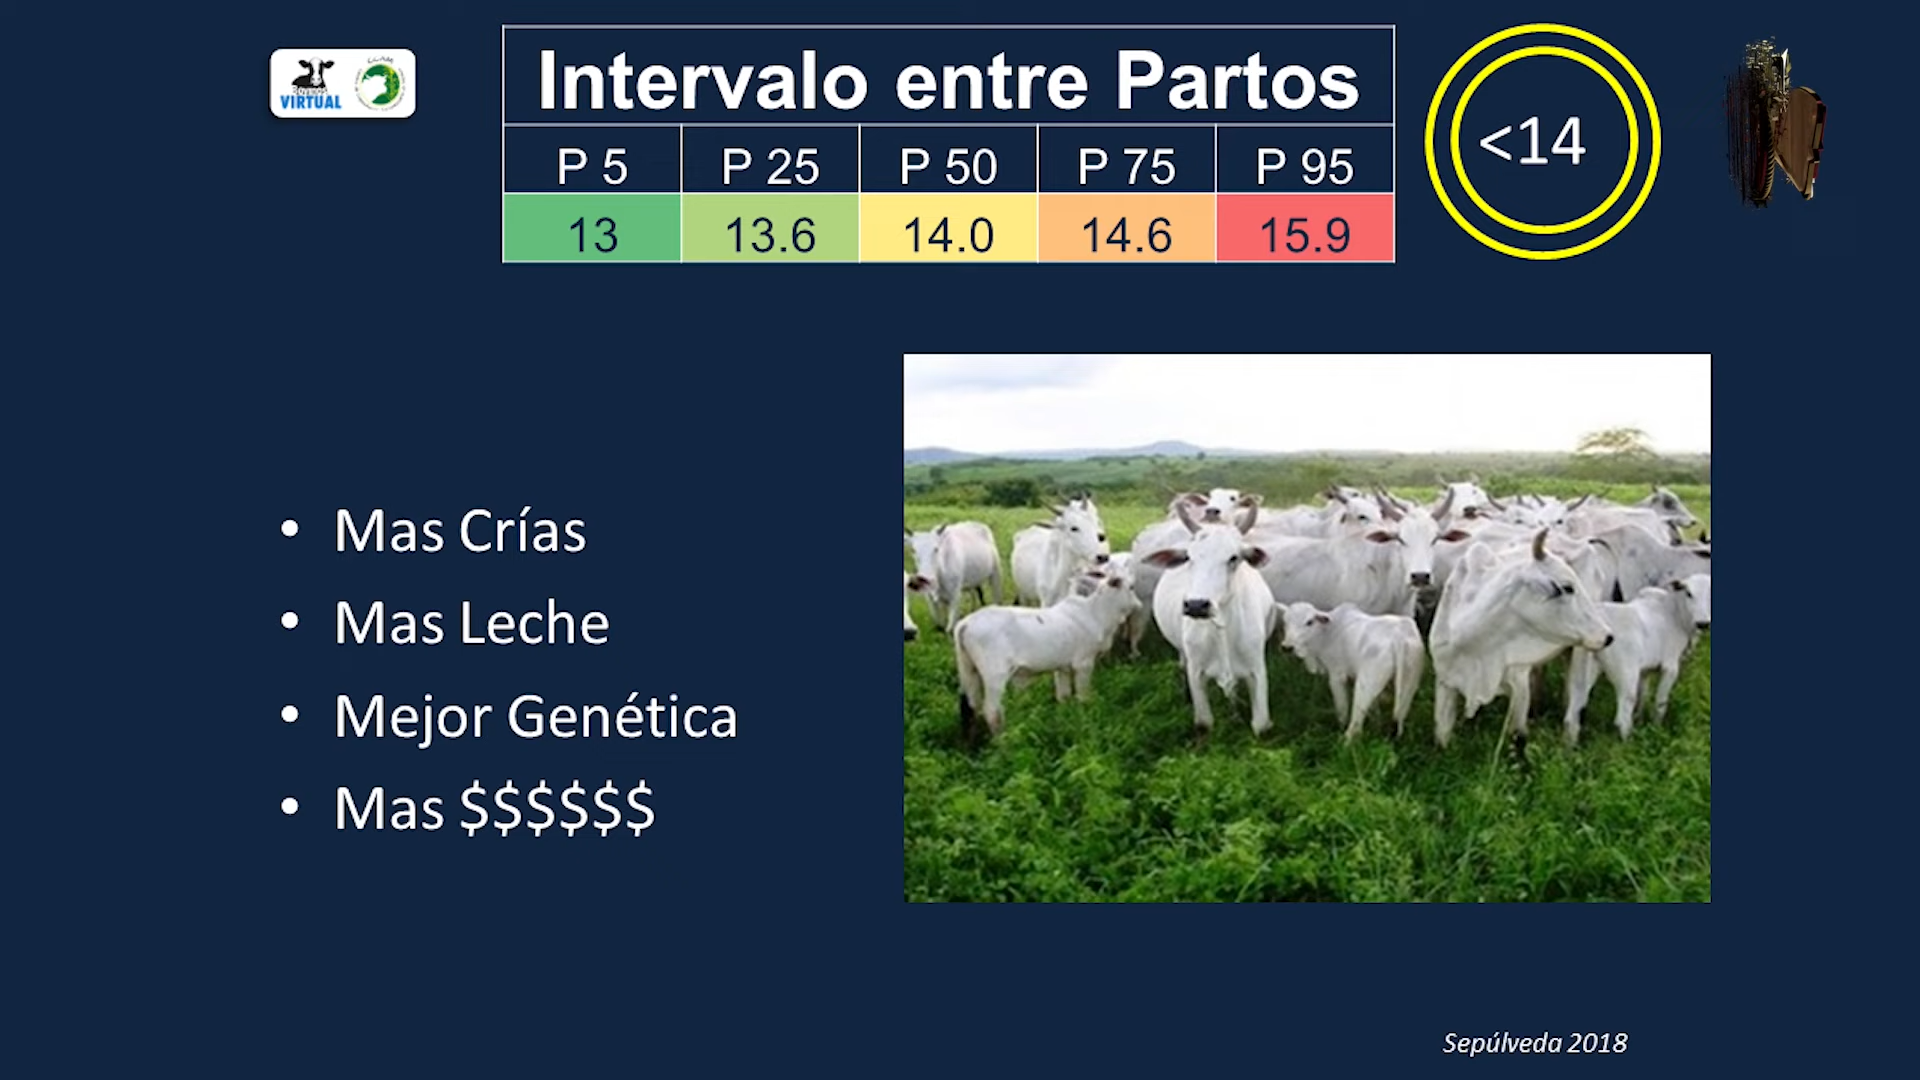 VIRTUAL
Intervalo entre Partos
P 5 P 25 P 50 P 75 P 95
13 13.6 14.0 14.6 15.9
<14
• Mas Crías
• Mas Leche
• Mejor Genética
• Mas $$$$$$
Sepúlveda 2018